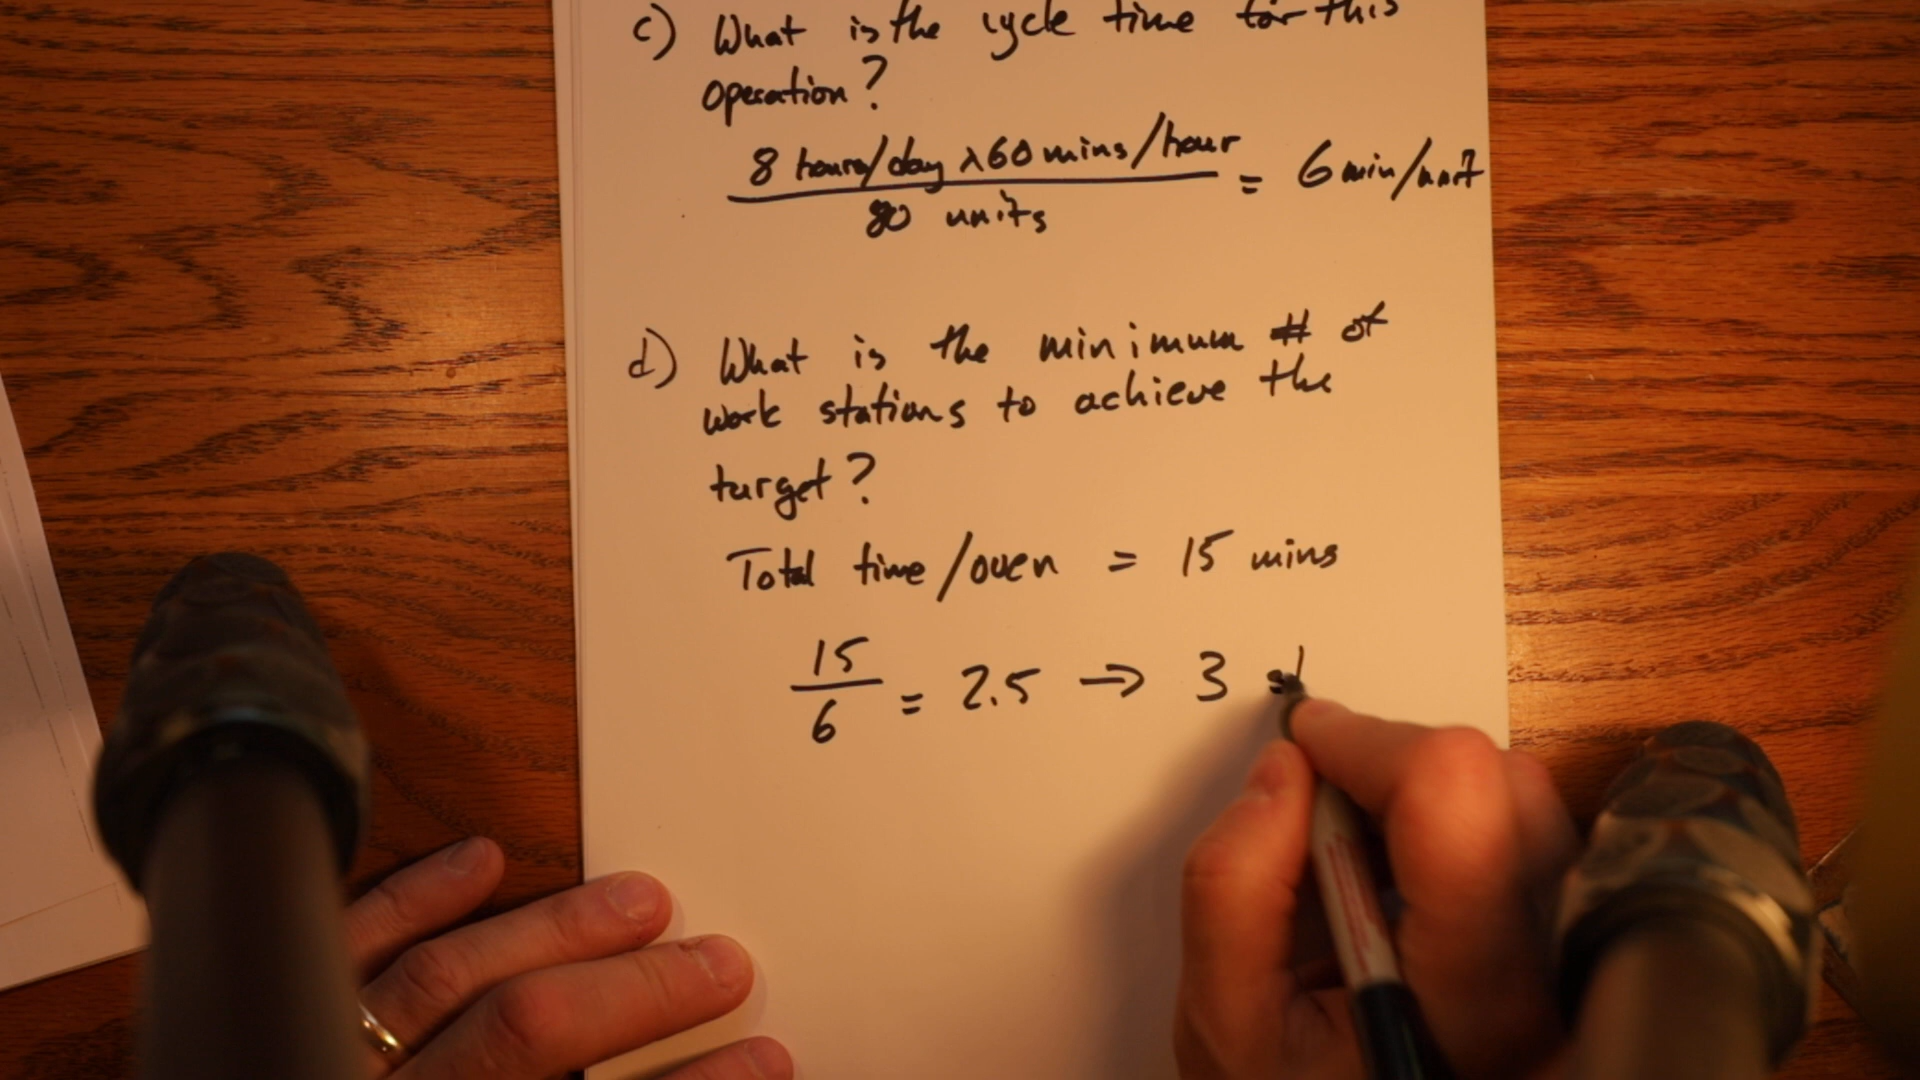 c) What is the cycle time for this
operation?
8 hours/day x 60 mins/hour
80 units
= 6 min/unit
d) What is the minimum # of
work stations to achieve the
target?
Total time/oven = 15 mins
15
6
= 2.5 → 3 st